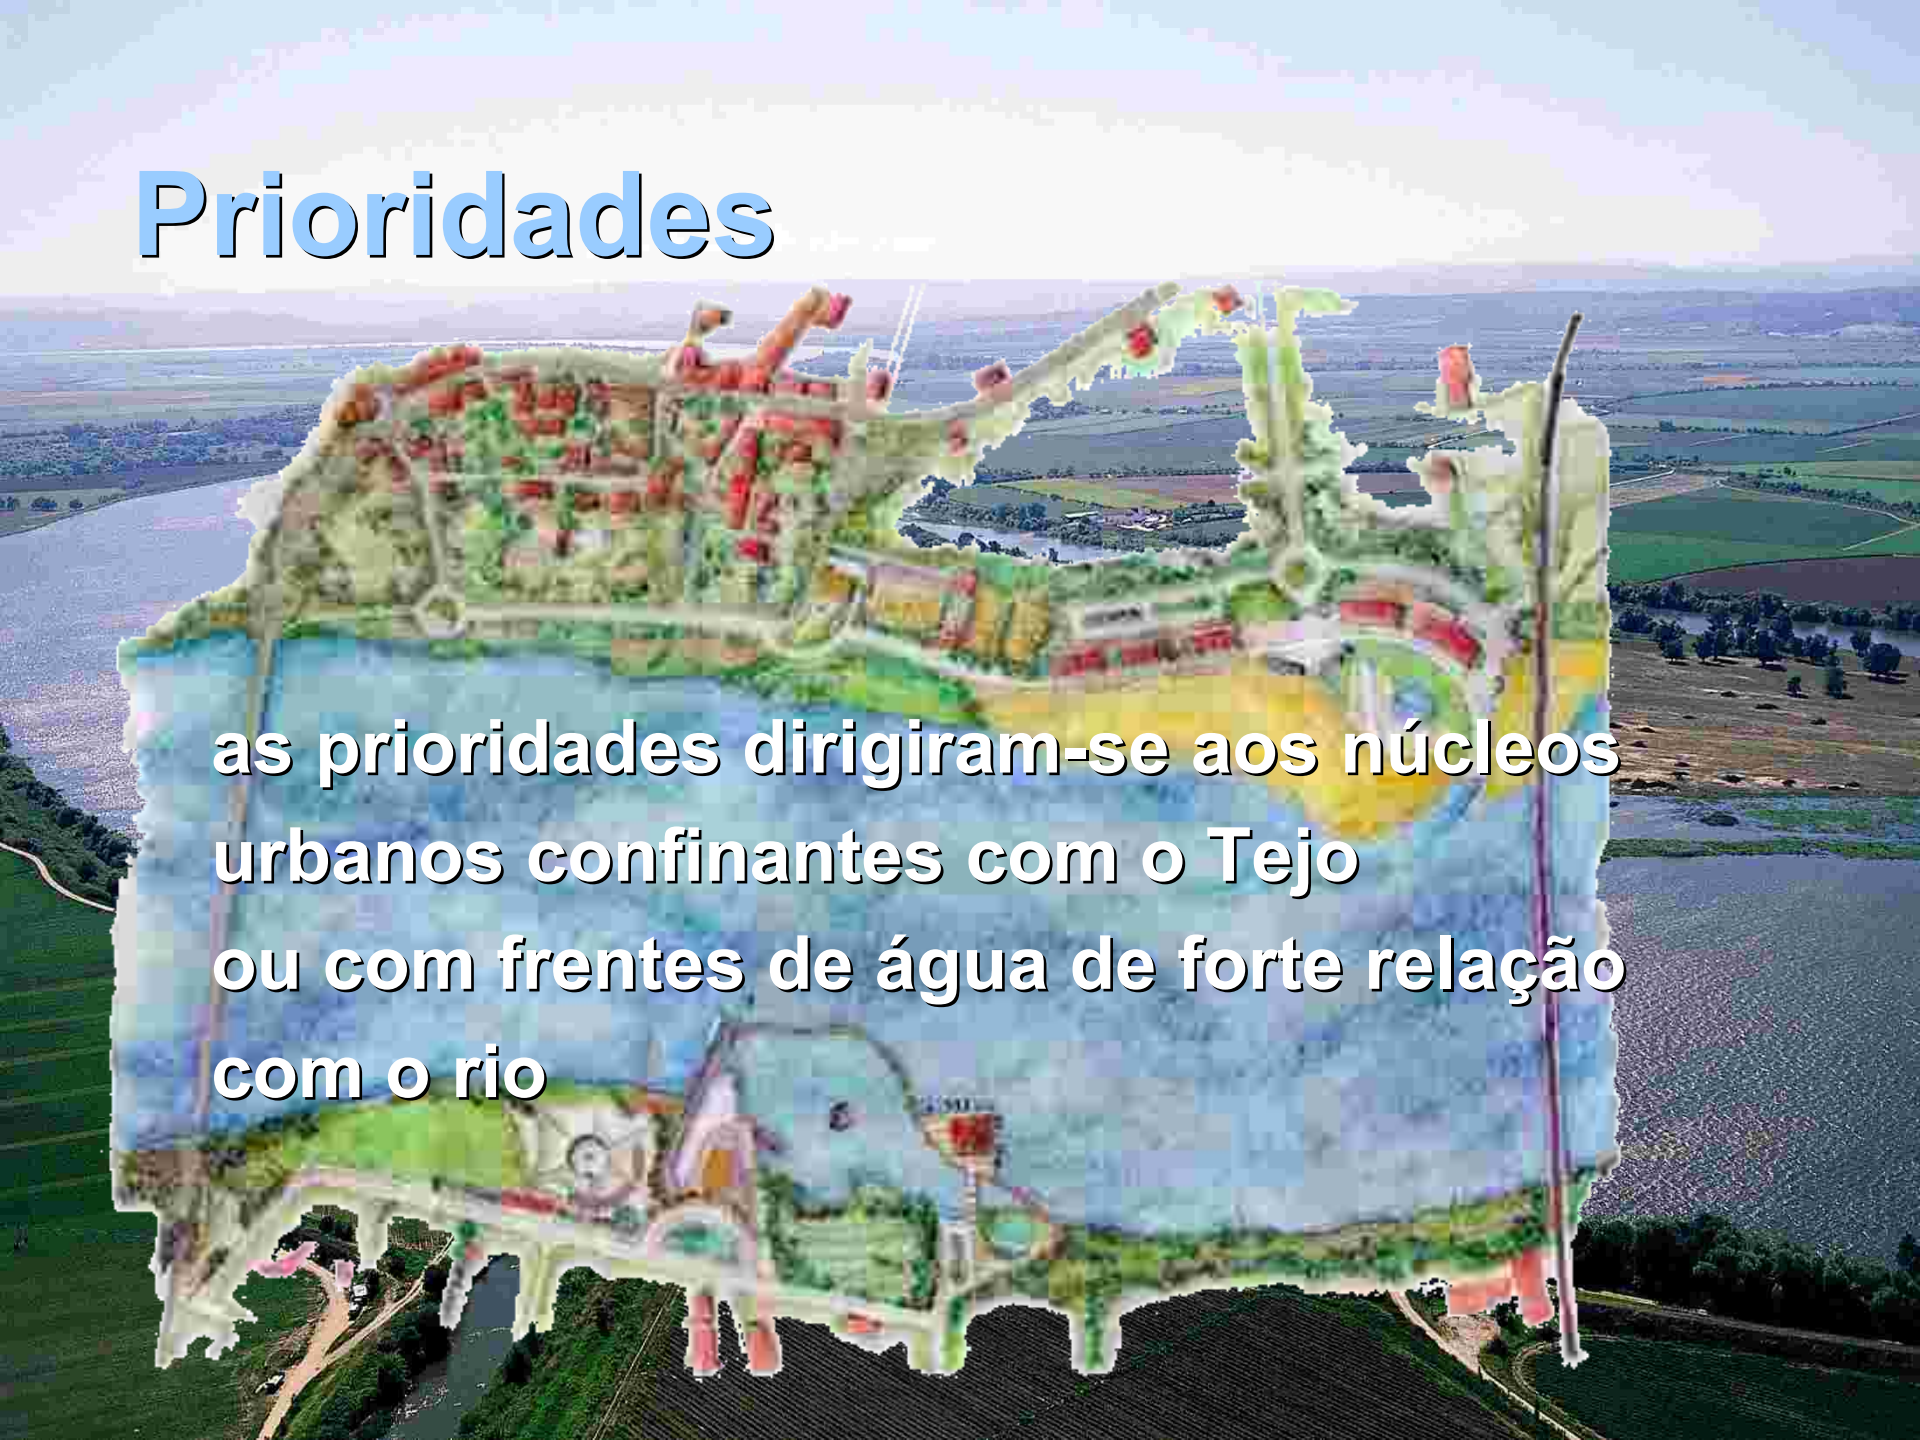 Prioridades
as prioridades dirigiram-se aos núcleos
urbanos confinantes com o Tejo
ou com frentes de água de forte relação
com o rio